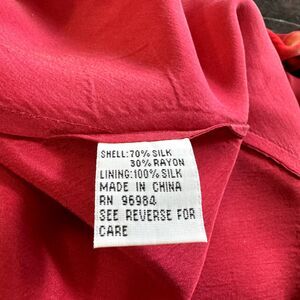 SHELL: 70% SILK
30% RAYON
LINING: 100% SILK
MADE IN CHINA
RN 96984
SEE REVERSE FOR
CARE